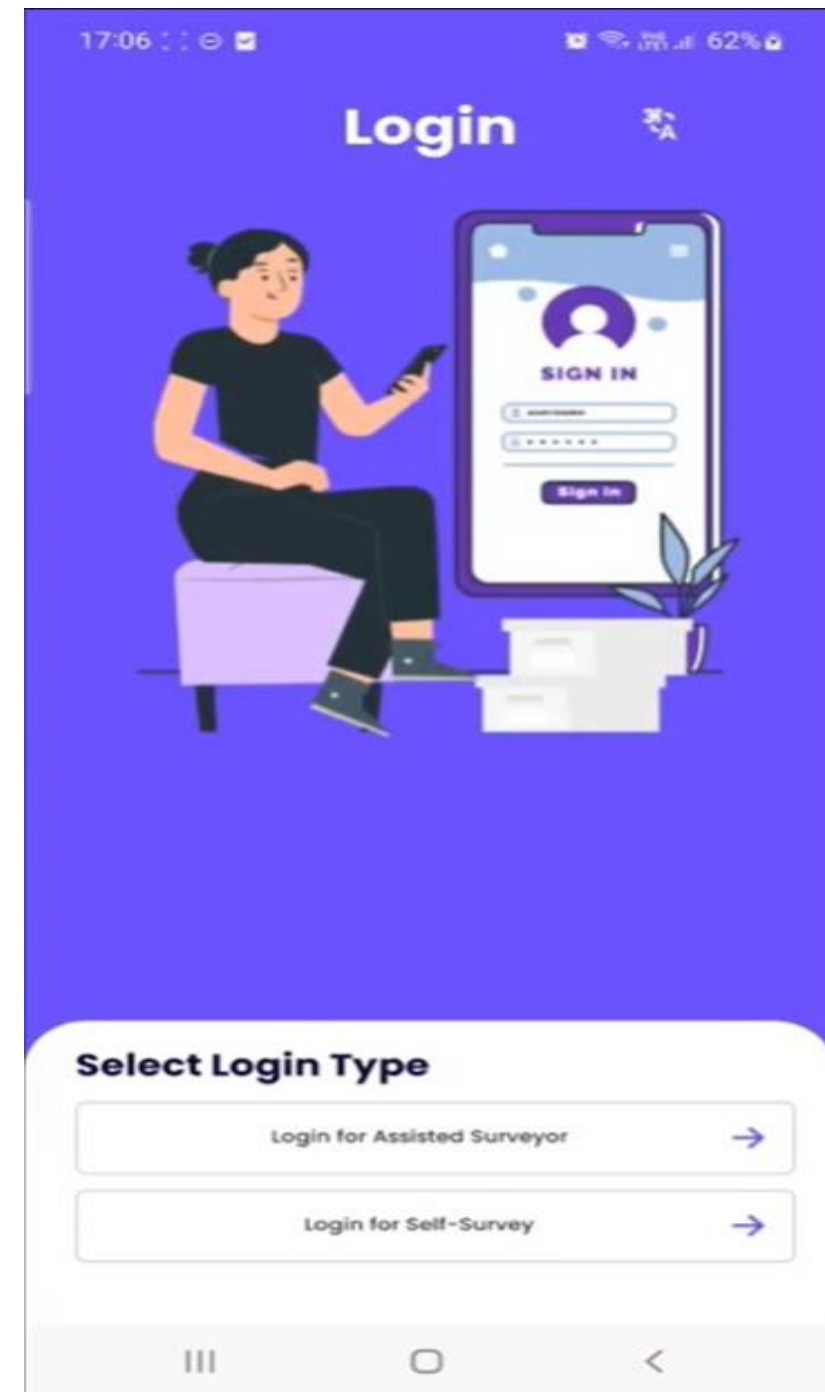 17:06 62%
Login
SIGN IN
Sign in
Select Login Type
Login for Assisted Surveyor
Login for Self-Survey